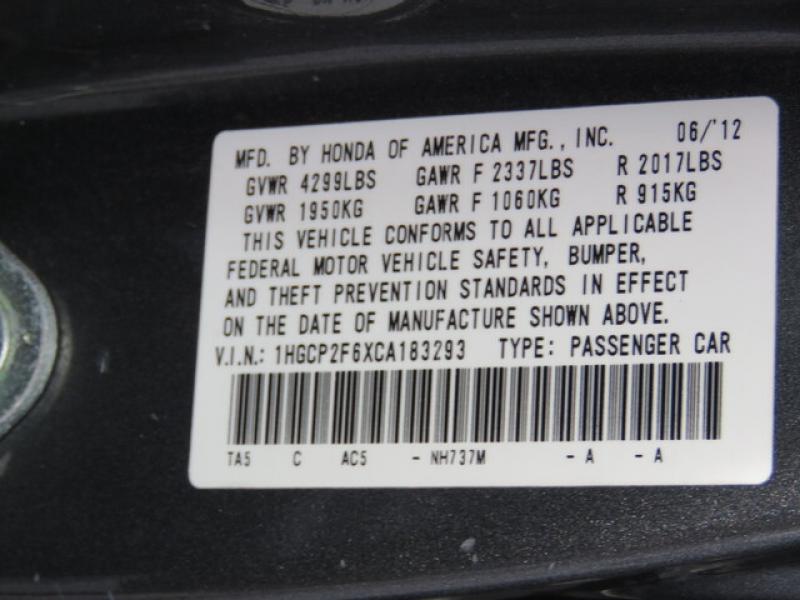 MFD. BY HONDA OF AMERICA MFG., INC. 06/'12
GVWR 4299LBS GAWR F 2337LBS R 2017LBS
GVWR 1950KG GAWR F 1060KG R 915KG
THIS VEHICLE CONFORMS TO ALL APPLICABLE
FEDERAL MOTOR VEHICLE SAFETY, BUMPER,
AND THEFT PREVENTION STANDARDS IN EFFECT
ON THE DATE OF MANUFACTURE SHOWN ABOVE.
V.I.N.: 1HGCP2F6XCA183293 TYPE: PASSENGER CAR
TA5 C AC5 - NH737M - A - A